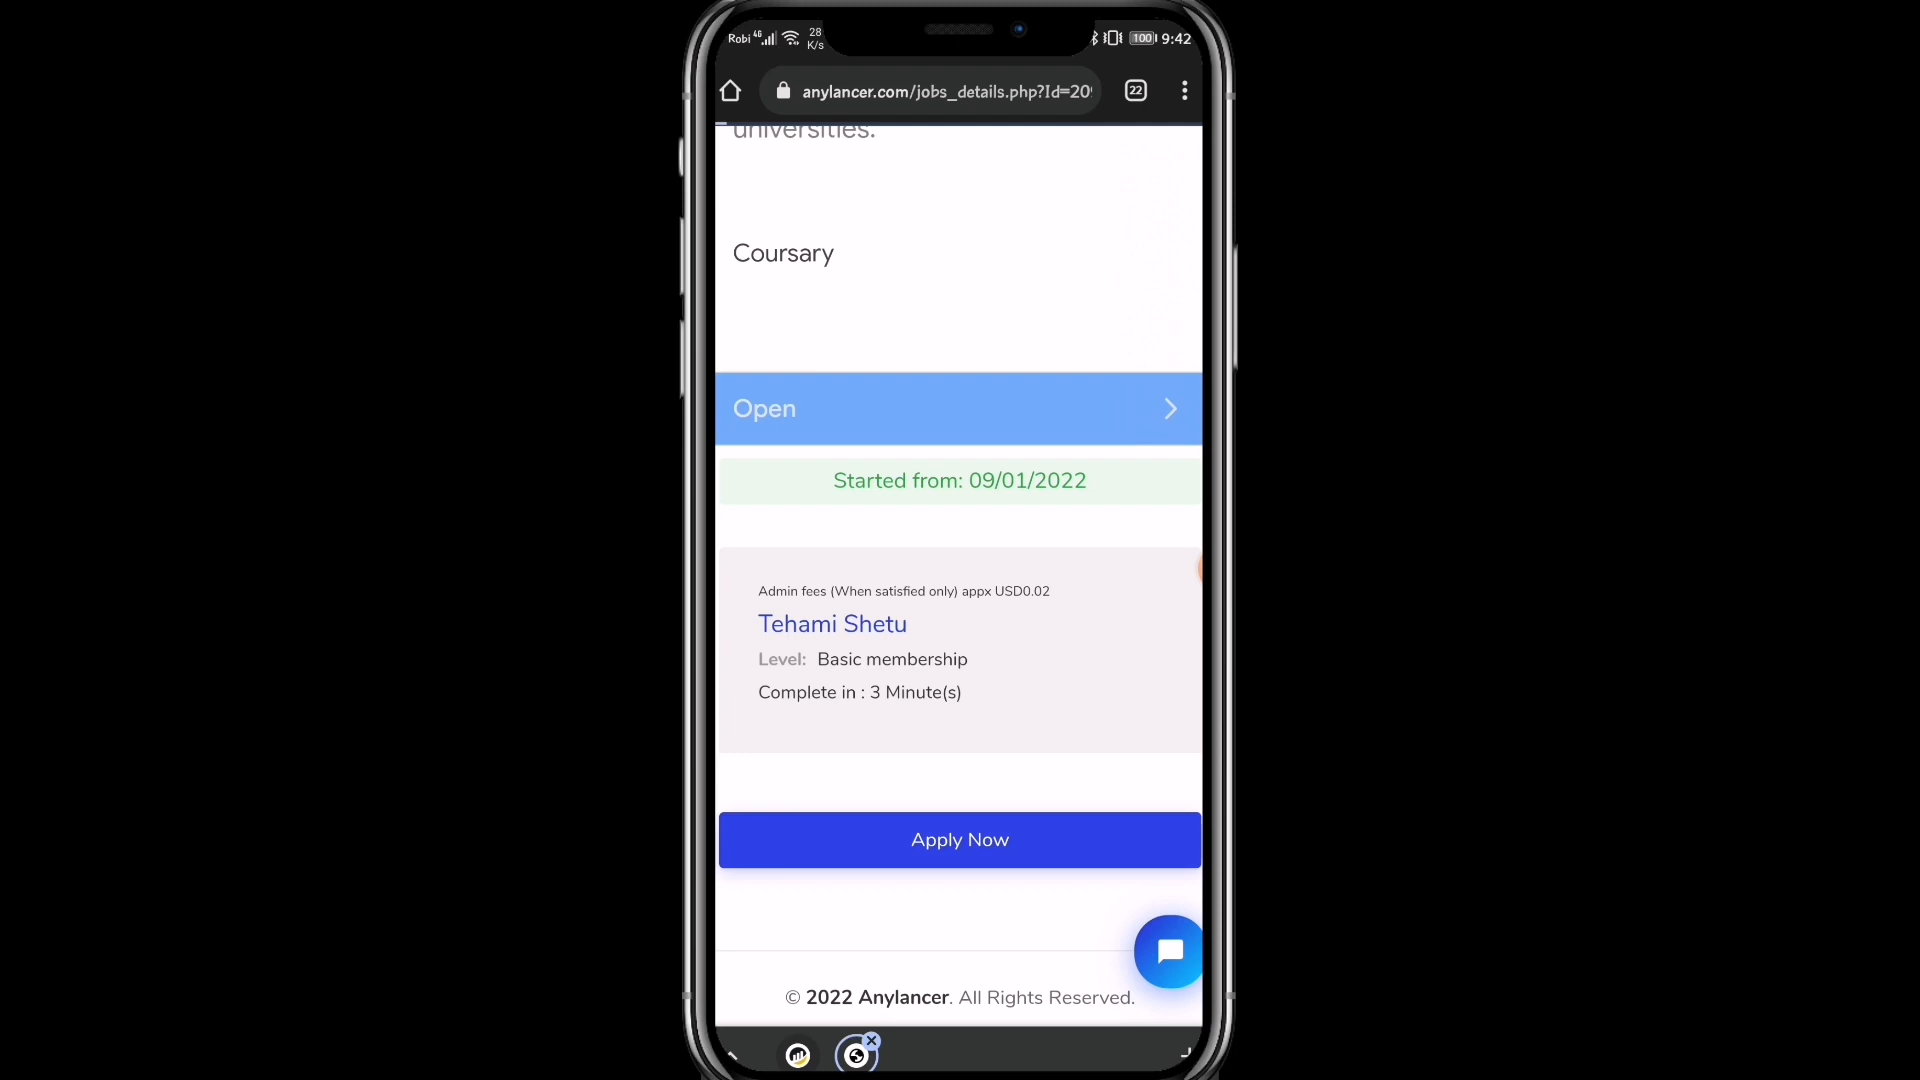 Robi 4G 28 K/s 100 9:42
anylancer.com/jobs_details.php?Id=20
22
universities.
Coursary
Open
Started from: 09/01/2022
Admin fees (When satisfied only) appx USD0.02
Tehami Shetu
Level: Basic membership
Complete in : 3 Minute(s)
Apply Now
© 2022 Anylancer. All Rights Reserved.